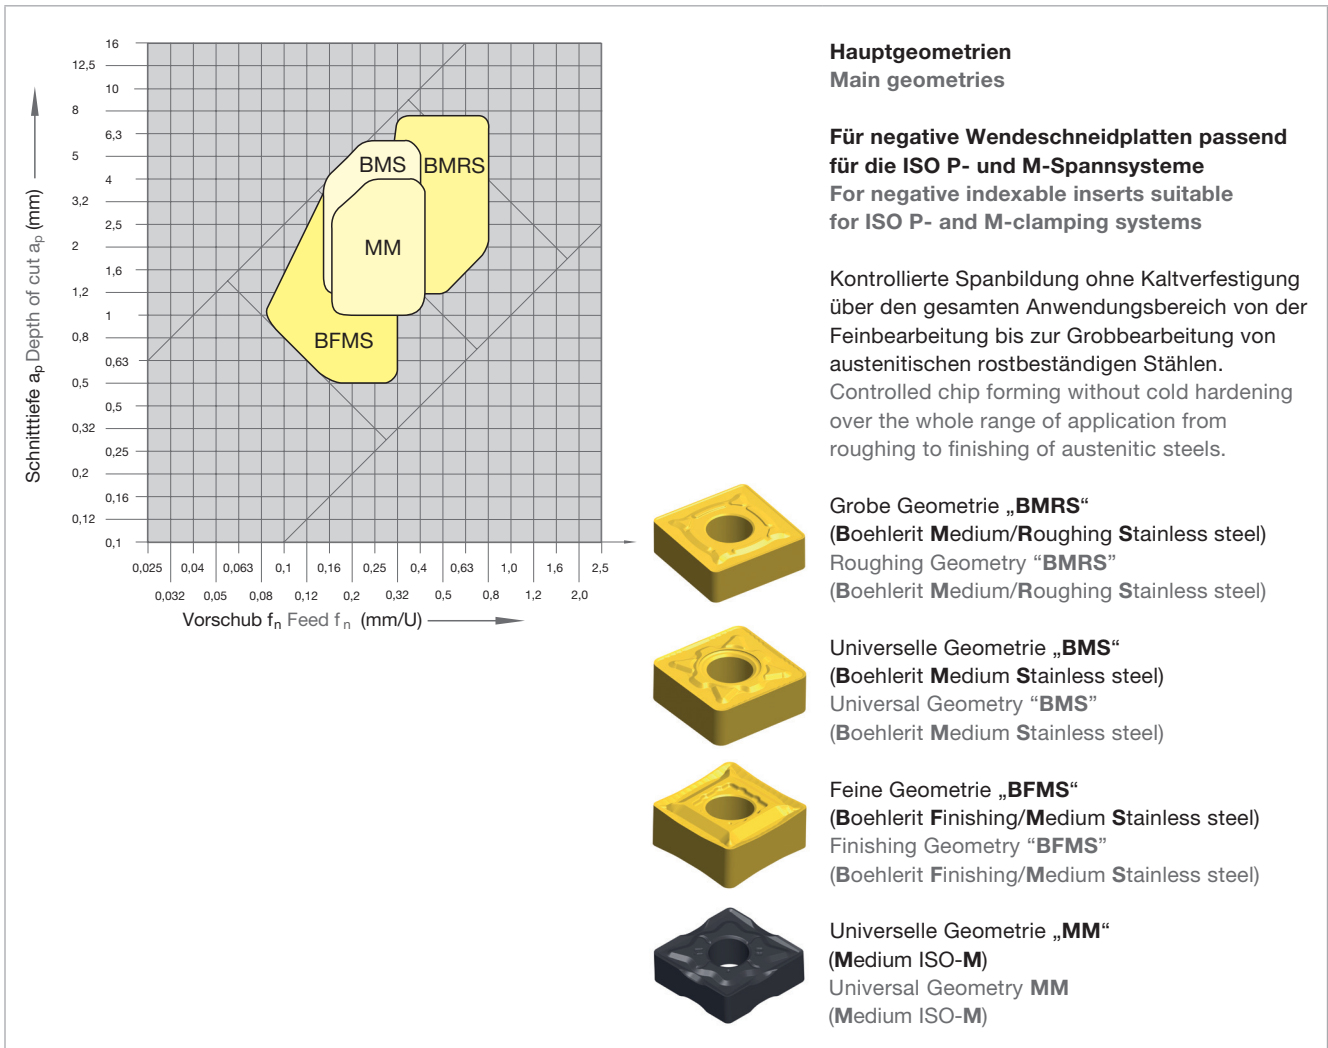 16
12,5
10
8
6,3
5
4
3,2
2,5
2
1,6
1,2
1
0,8
0,63
0,5
0,5
0,32
0,25
0,2
0,16
0,12
0,1
Schnitttiefe ap Depth of cut ap (mm)
BMS
BMRS
MM
BFMS
0,025 0,04 0,063 0,1 0,16 0,25 0,4 0,63 1,0 1,6 2,5
0,032 0,05 0,08 0,12 0,2 0,32 0,5 0,8 1,2 2,0
Vorschub fn Feed fn (mm/U)
Hauptgeometrien
Main geometries
Für negative Wendeschneidplatten passend
für die ISO P- und M-Spannsysteme
For negative indexable inserts suitable
for ISO P- and M-clamping systems
Kontrollierte Spanbildung ohne Kaltverfestigung
über den gesamten Anwendungsbereich von der
Feinbearbeitung bis zur Grobbearbeitung von
austenitischen rostbeständigen Stählen.
Controlled chip forming without cold hardening
over the whole range of application from
roughing to finishing of austenitic steels.
Grobe Geometrie „BMRS“
(Boehlerit Medium/Roughing Stainless steel)
Roughing Geometry “BMRS”
(Boehlerit Medium/Roughing Stainless steel)
Universelle Geometrie „BMS“
(Boehlerit Medium Stainless steel)
Universal Geometry “BMS”
(Boehlerit Medium Stainless steel)
Feine Geometrie „BFMS“
(Boehlerit Finishing/Medium Stainless steel)
Finishing Geometry “BFMS”
(Boehlerit Finishing/Medium Stainless steel)
Universelle Geometrie „MM“
(Medium ISO-M)
Universal Geometry MM
(Medium ISO-M)